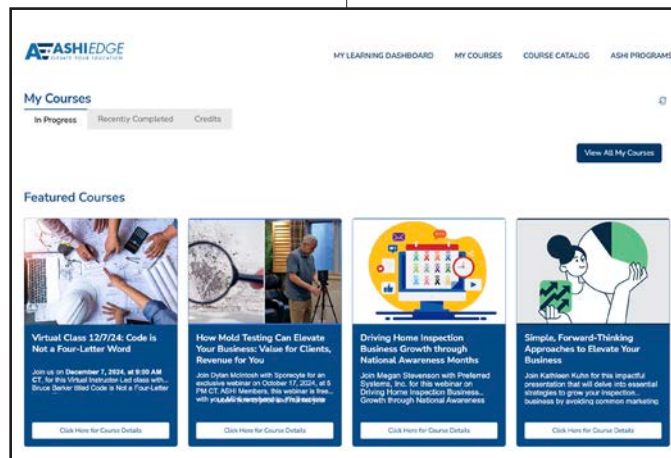 AE ASHIEDGE
ELEVATE YOUR EDUCATION
MY LEARNING DASHBOARD MY COURSES COURSE CATALOG ASHI PROGRAMS
My Courses
In Progress Recently Completed Credits
View All My Courses
Featured Courses
Virtual Class 12/7/24: Code is
Not a Four-Letter Word
Join us on December 7, 2024, at 9:00 AM
CT, for this Virtual Instructor-Led class with...
Bruce Barker titled Code is Not a Four-Letter
Click Here for Course Details
How Mold Testing Can Elevate
Your Business: Value for Clients,
Revenue for You
Join Dylan McIntosh with Sporecyte for an
exclusive webinar on October 17, 2024, at 5
PM CT. ASHI Members, this webinar is free...
with your
Click Here for Course Details
Driving Home Inspection
Business Growth through
National Awareness Months
Join Megan Stevenson with Preferred
Systems, Inc. for this webinar on
Driving Home Inspection Business...
Growth through National Awareness
Click Here for Course Details
Simple, Forward-Thinking
Approaches to Elevate Your
Business
Join Kathleen Kuhn for this impactful
presentation that will delve into essential
strategies to grow your inspection...
business by avoiding common marketing
Click Here for Course Details